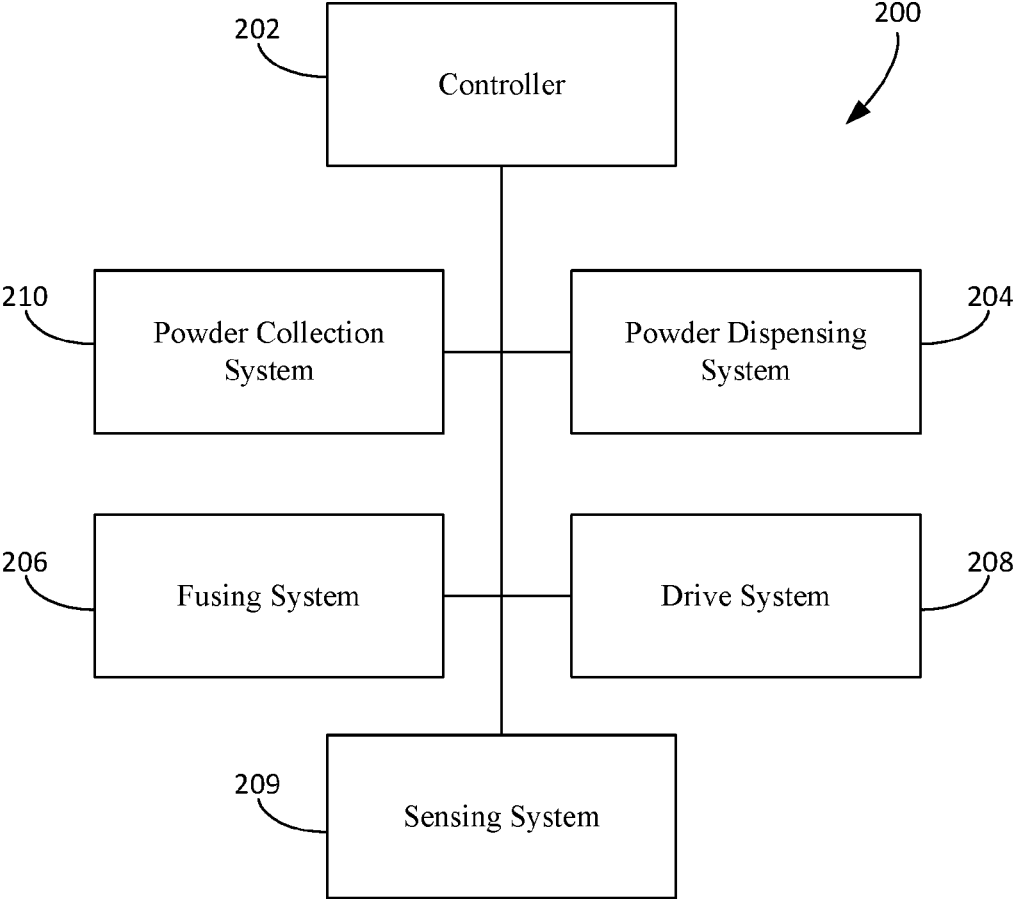 202
200
Controller
210
Powder Collection
System
Powder Dispensing
System
204
206
Fusing System
Drive System
208
209
Sensing System